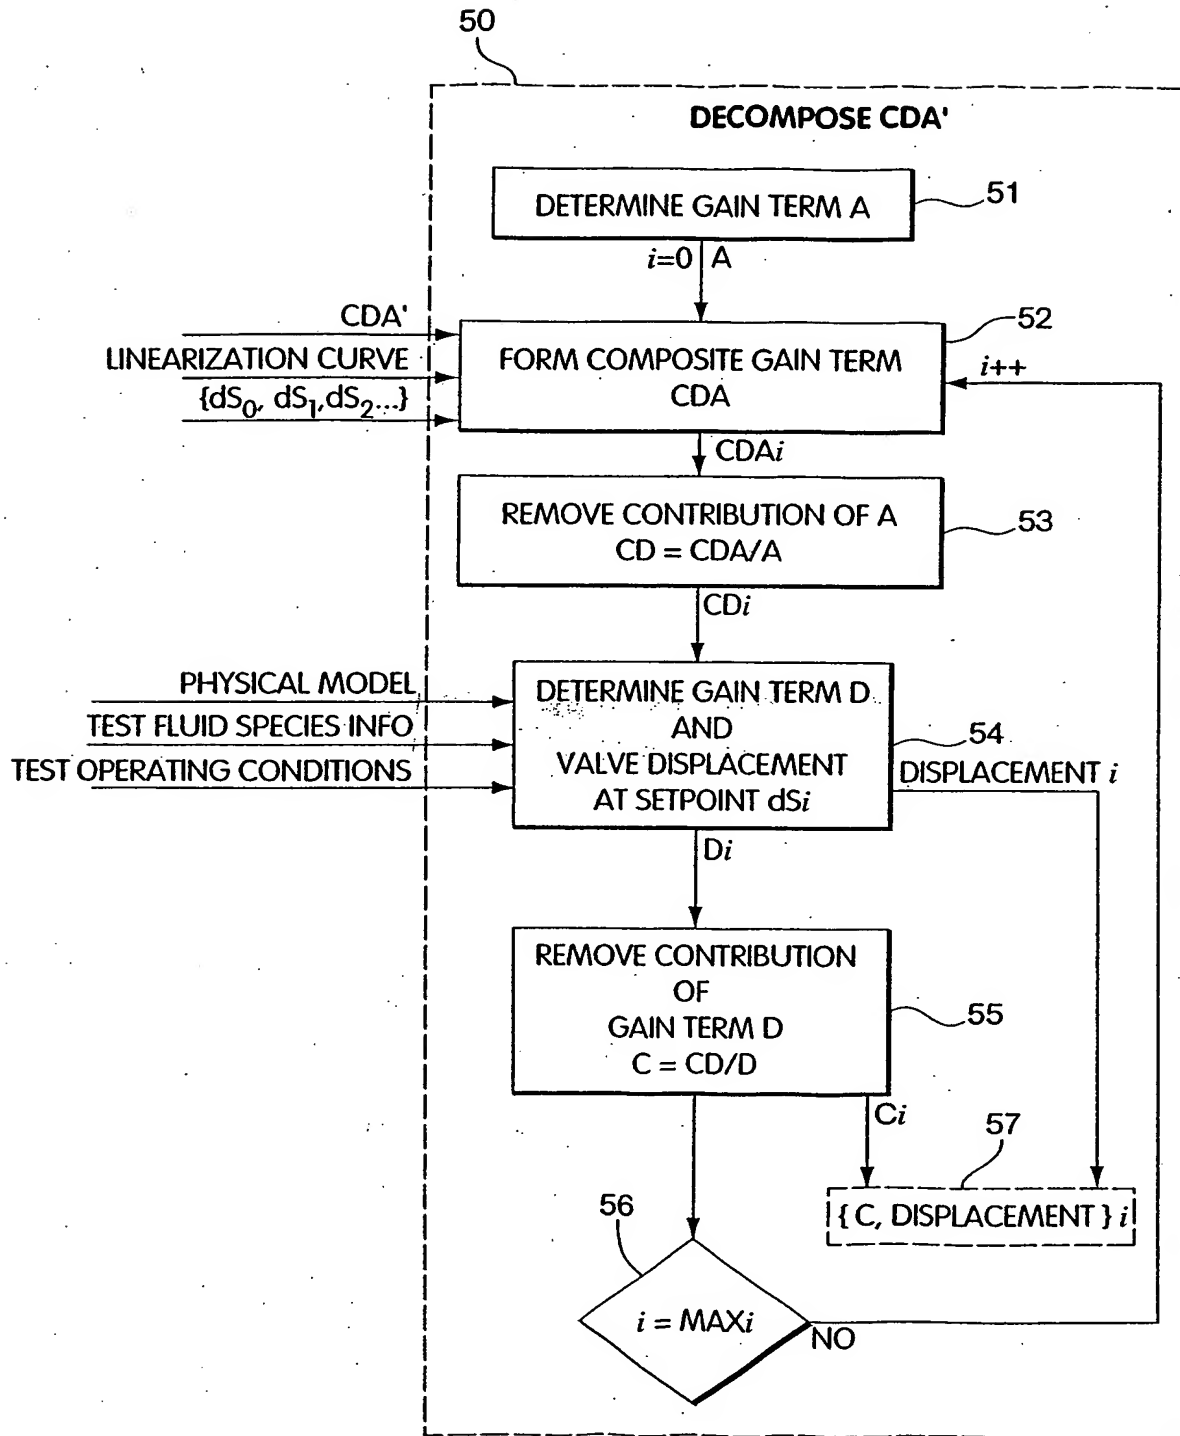 50
DECOMPOSE CDA'
DETERMINE GAIN TERM A
51
i=0 A
CDA'
LINEARIZATION CURVE
{dS0, dS1,dS2...}
FORM COMPOSITE GAIN TERM
CDA
52
i++
CDAi
REMOVE CONTRIBUTION OF A
CD = CDA/A
53
CDi
PHYSICAL MODEL
TEST FLUID SPECIES INFO
TEST OPERATING CONDITIONS
DETERMINE GAIN TERM D
AND
VALVE DISPLACEMENT
AT SETPOINT dSi
54
DISPLACEMENT i
Di
REMOVE CONTRIBUTION
OF
GAIN TERM D
C = CD/D
55
Ci
57
{ C, DISPLACEMENT } i
56
i = MAXi
NO